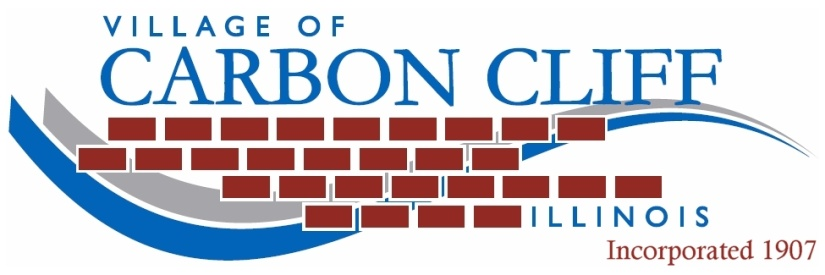 VILLAGE OF
CARBON CLIFF
ILLINOIS
Incorporated 1907